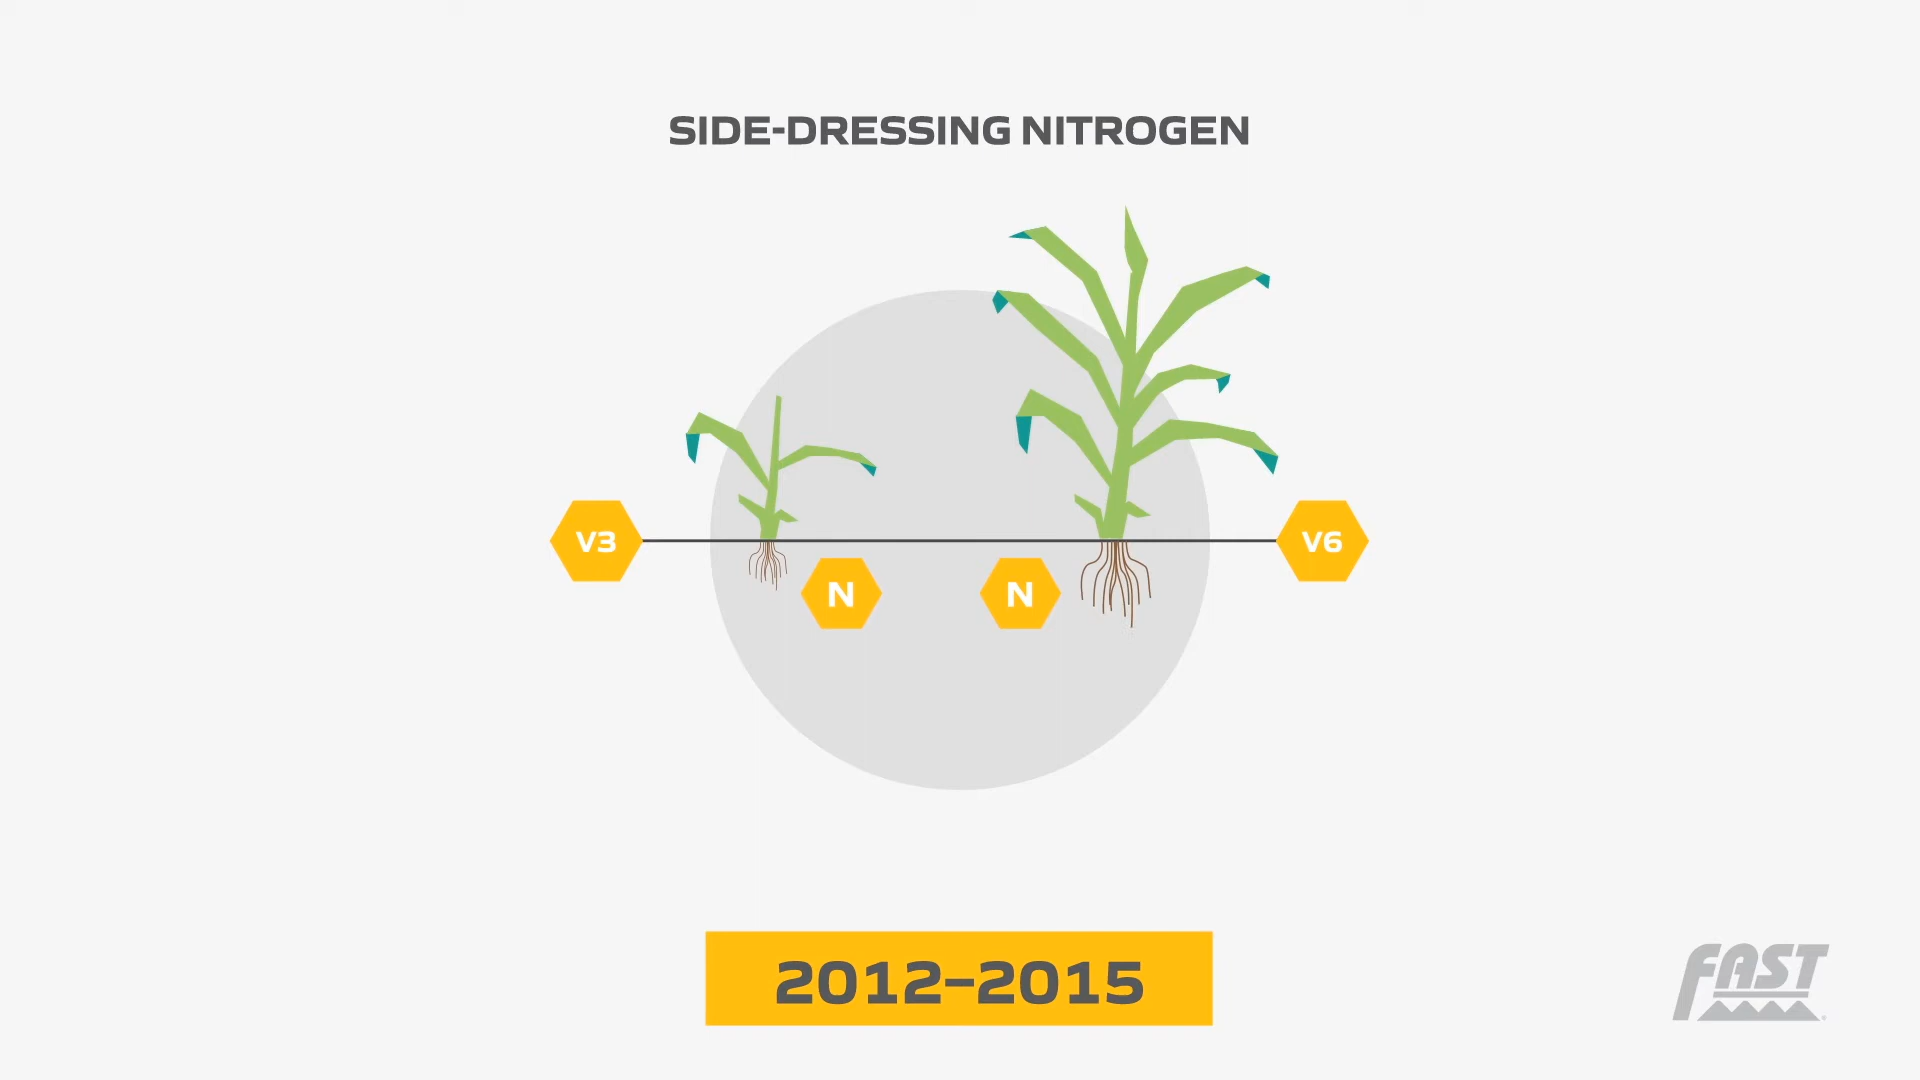 SIDE-DRESSING NITROGEN
V3
V6
N
N
2012–2015
FAST